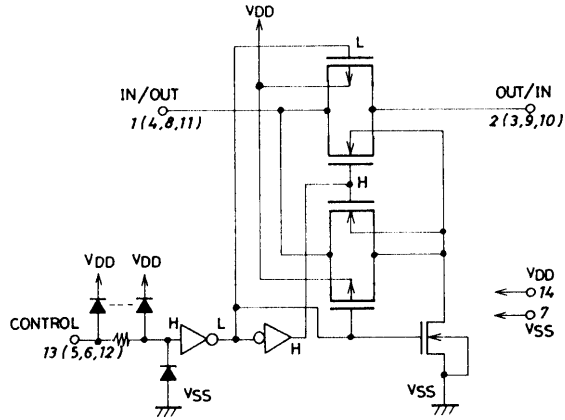 VDD
L
IN/OUT
OUT/IN
1(4,8,11)
2(3,9,10)
H
VDD
VDD
VDD
14
7
VSS
CONTROL
H
L
H
13(5,6,12)
VSS
VSS